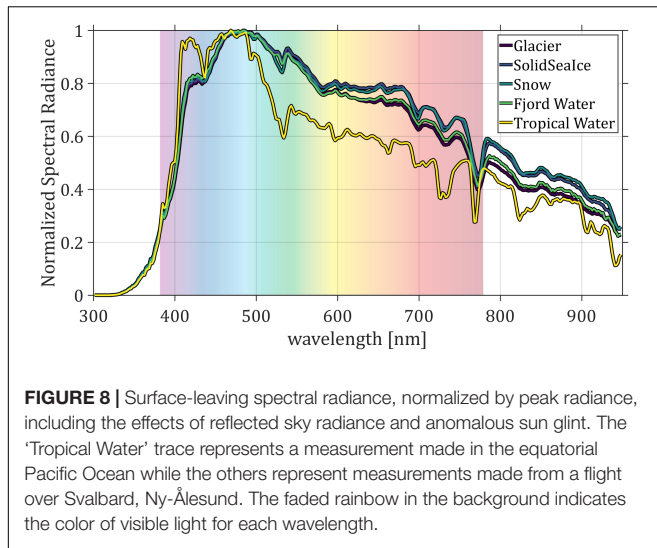 1
0.8
0.6
0.4
0.2
0
Normalized Spectral Radiance
Glacier
SolidSeaIce
Snow
Fjord Water
Tropical Water
300 400 500 600 700 800 900
wavelength [nm]
FIGURE 8 | Surface-leaving spectral radiance, normalized by peak radiance,
including the effects of reflected sky radiance and anomalous sun glint. The
‘Tropical Water’ trace represents a measurement made in the equatorial
Pacific Ocean while the others represent measurements made from a flight
over Svalbard, Ny-Ålesund. The faded rainbow in the background indicates
the color of visible light for each wavelength.